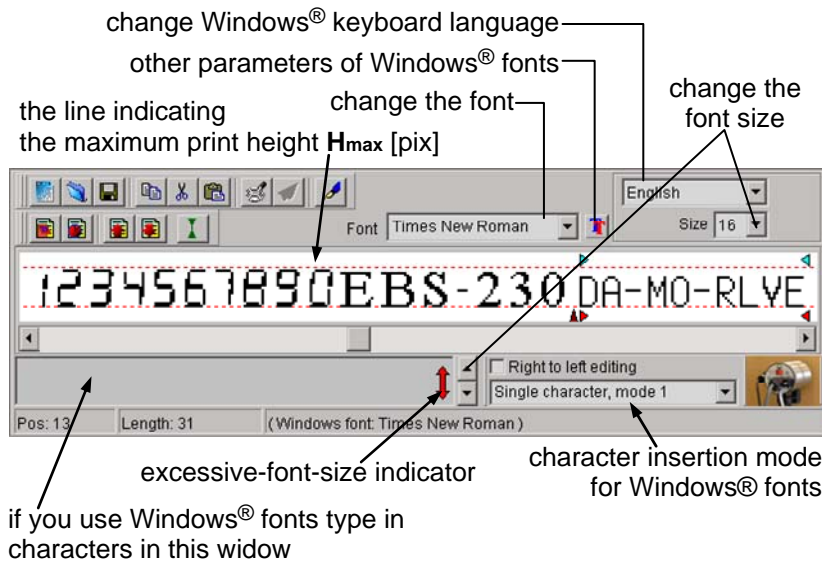 change Windows® keyboard language
other parameters of Windows® fonts
change the font
change the
font size
the line indicating
the maximum print height Hmax [pix]
English
Font Times New Roman
Size 16
1234567890EBS-230 DA-MO-RLVE
Right to left editing
Single character, mode 1
Pos: 13 Length: 31 (Windows font: Times New Roman)
excessive-font-size indicator
character insertion mode
for Windows® fonts
if you use Windows® fonts type in
characters in this widow